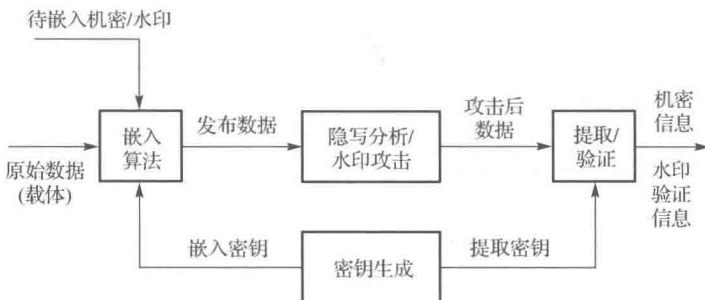 待嵌入机密/水印
嵌入
算法
发布数据
隐写分析/
水印攻击
攻击后
数据
提取/
验证
机密
信息
原始数据
(载体)
水印
验证
信息
嵌入密钥
密钥生成
提取密钥